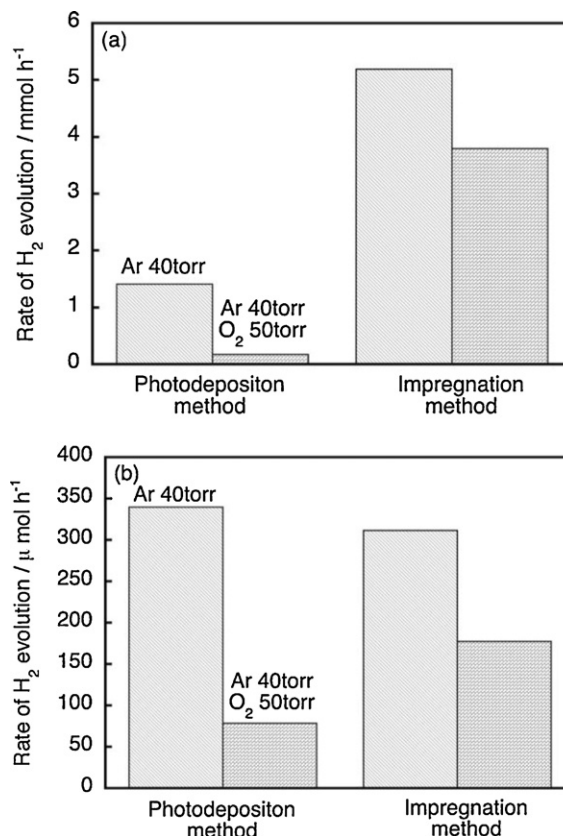 (a)
Rate of H₂ evolution / mmol h⁻¹
6
5
4
3
2
1
0
Ar 40torr
Ar 40torr
O₂ 50torr
Photodepositon
method
Impregnation
method
(b)
Rate of H₂ evolution / μ mol h⁻¹
400
350
300
250
200
150
100
50
0
Ar 40torr
Ar 40torr
O₂ 50torr
Photodepositon
method
Impregnation
method